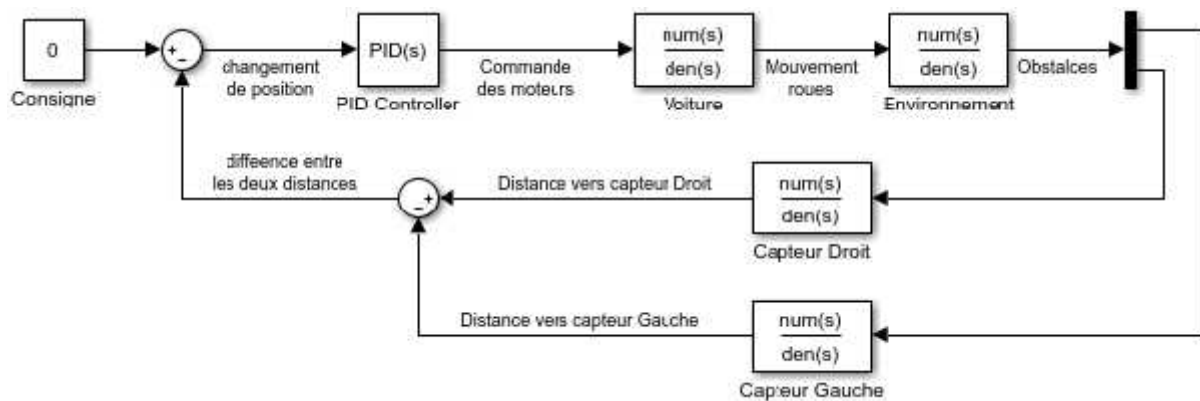 0
Consigne
+
-
changement
de position
PID(s)
PID Controller
Commande
des moteurs
num(s)
den(s)
Voiture
Mouvement
roues
num(s)
den(s)
Environnement
Obstalces
diffeence entre
les deux distances
+
-
Distance vers capteur Droit
num(s)
den(s)
Capteur Droit
Distance vers capteur Gauche
num(s)
den(s)
Capteur Gauche